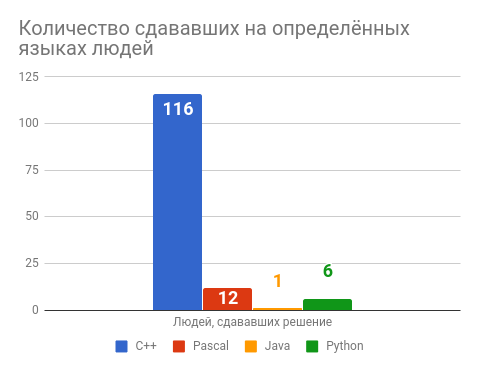 Количество сдававших на определённых
языках людей
125
100
75
50
25
0
116
12
1
6
Людей, сдававших решение
C++ Pascal Java Python